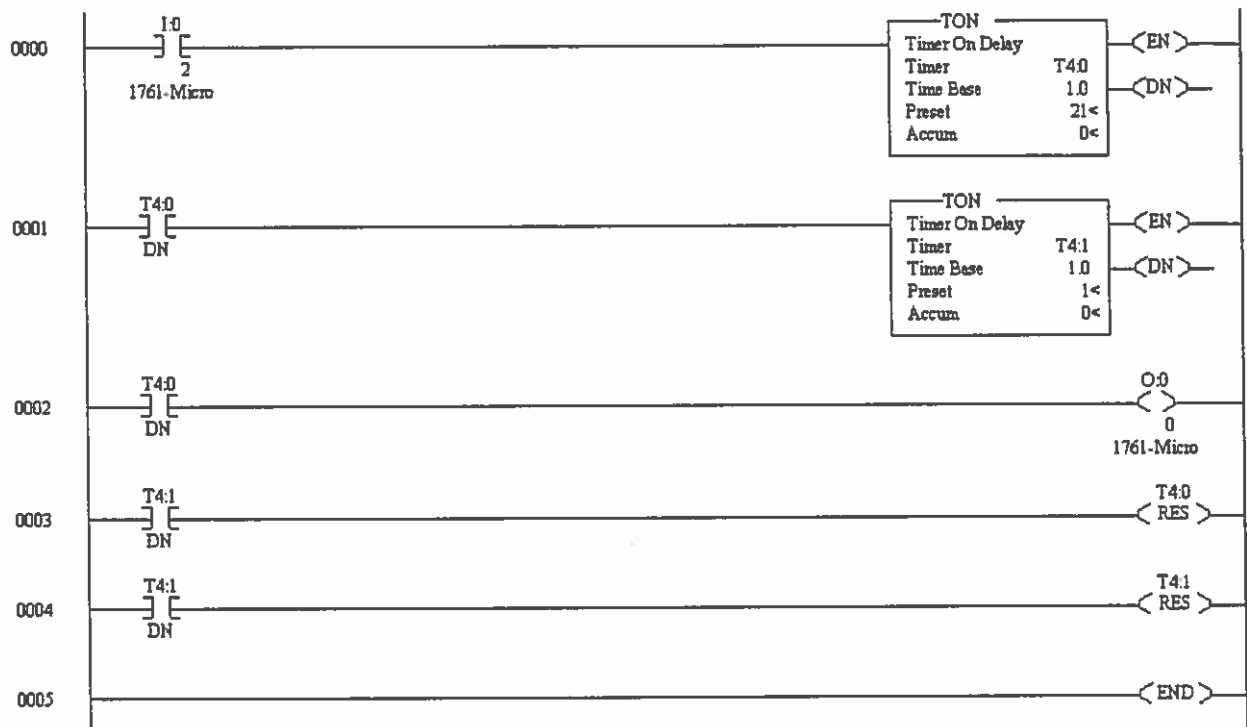 I:0
0000
2
1761-Micro
TON
Timer On Delay
Timer T4:0
Time Base 1.0
Preset 21<
Accum 0<
EN
DN
T4:0
0001
DN
TON
Timer On Delay
Timer T4:1
Time Base 1.0
Preset 1<
Accum 0<
EN
DN
T4:0
0002
DN
O:0
0
1761-Micro
T4:1
0003
DN
T4:0
RES
T4:1
0004
DN
T4:1
RES
0005
END